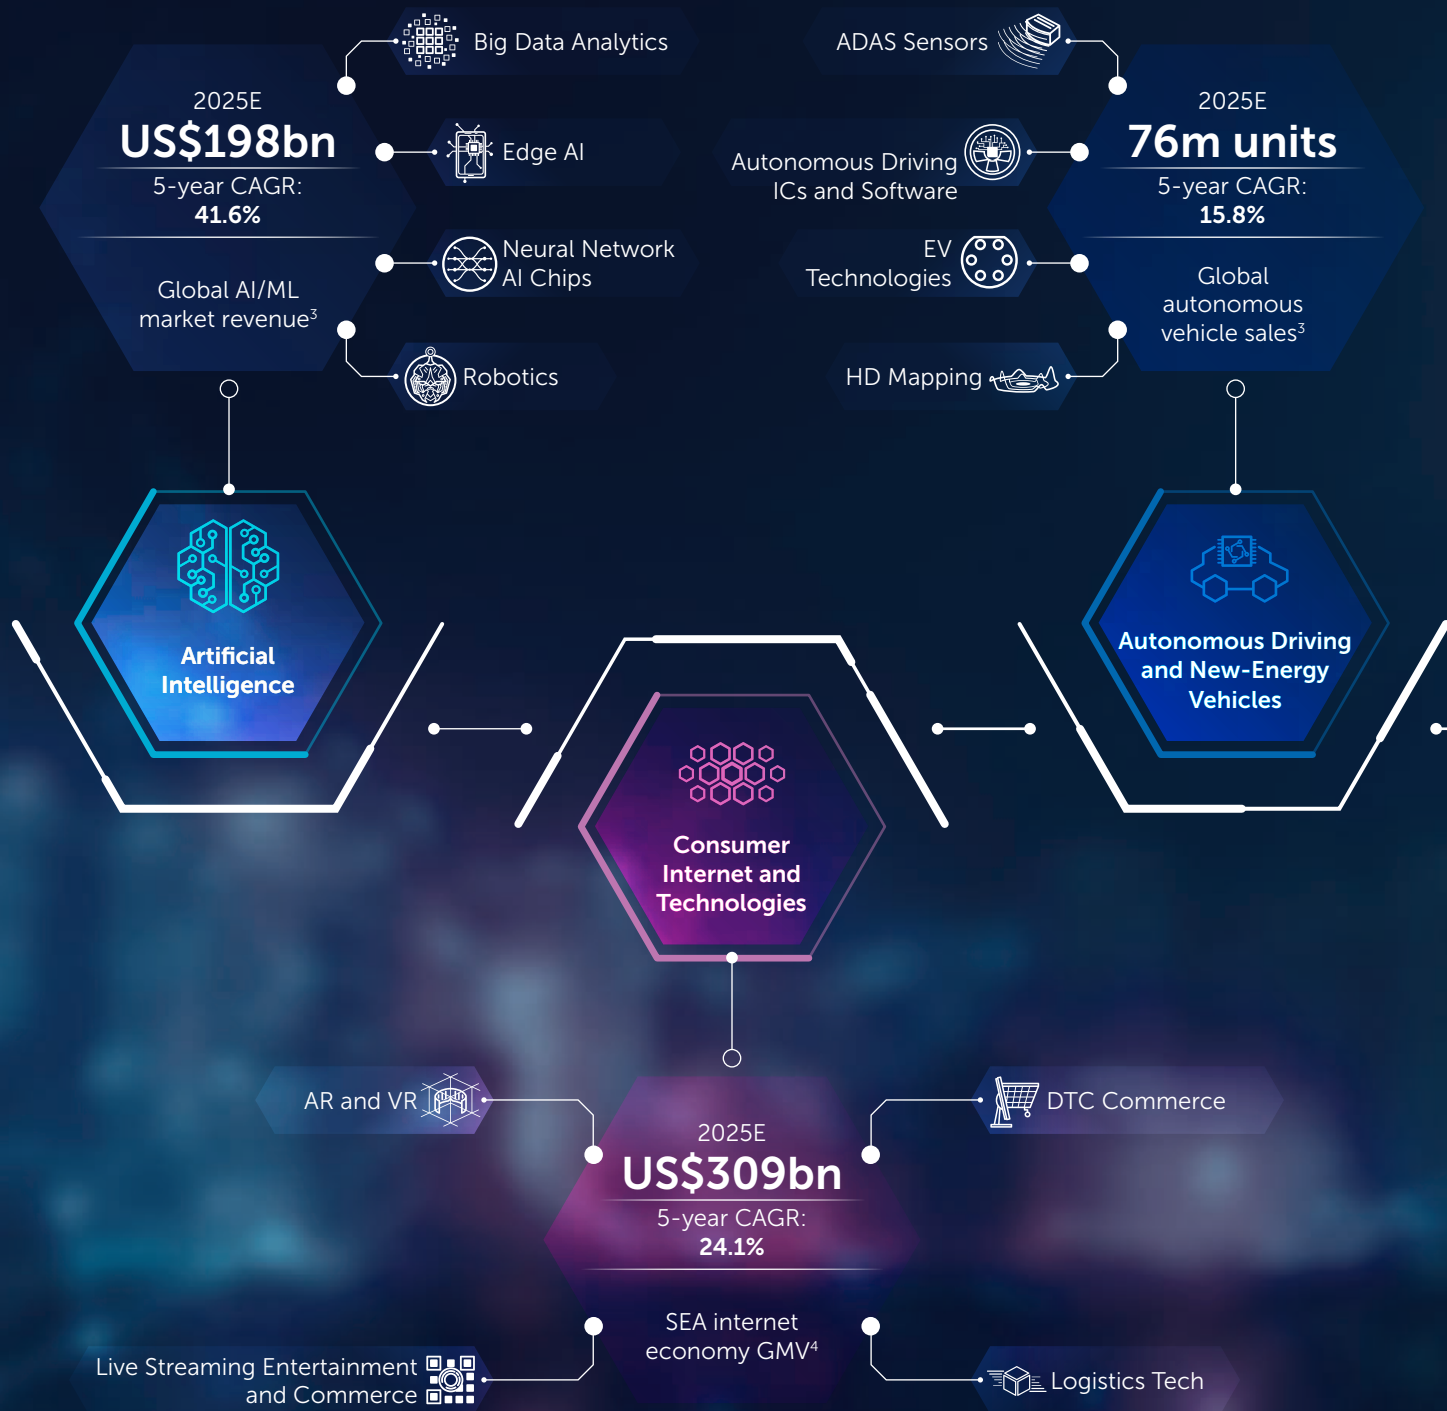 2025E
US$198bn
5-year CAGR:
41.6%
Global AI/ML
market revenue3
Big Data Analytics
Edge AI
Neural Network
AI Chips
Robotics
ADAS Sensors
Autonomous Driving
ICs and Software
EV
Technologies
HD Mapping
2025E
76m units
5-year CAGR:
15.8%
Global
autonomous
vehicle sales3
Artificial
Intelligence
Consumer
Internet and
Technologies
Autonomous Driving
and New-Energy
Vehicles
AR and VR
Live Streaming Entertainment
and Commerce
2025E
US$309bn
5-year CAGR:
24.1%
SEA internet
economy GMV4
DTC Commerce
Logistics Tech